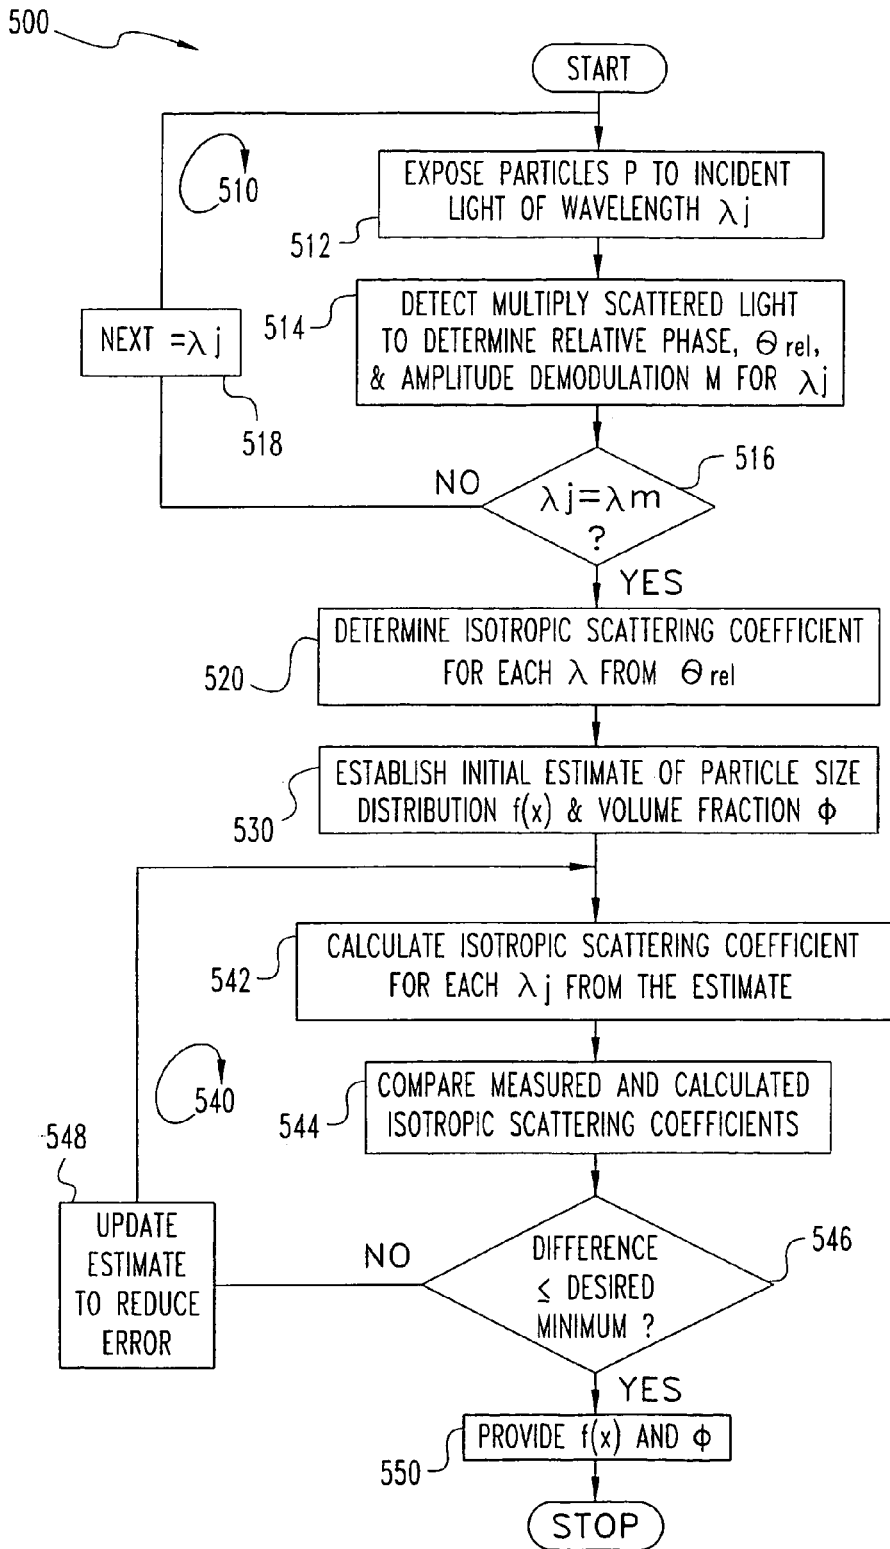 500
START
510
EXPOSE PARTICLES P TO INCIDENT
LIGHT OF WAVELENGTH λj
512
514
DETECT MULTIPLY SCATTERED LIGHT
TO DETERMINE RELATIVE PHASE, Θrel,
& AMPLITUDE DEMODULATION M FOR λj
NEXT =λj
518
516
NO
λj=λm
?
YES
DETERMINE ISOTROPIC SCATTERING COEFFICIENT
FOR EACH λ FROM Θrel
520
ESTABLISH INITIAL ESTIMATE OF PARTICLE SIZE
DISTRIBUTION f(x) & VOLUME FRACTION ϕ
530
CALCULATE ISOTROPIC SCATTERING COEFFICIENT
FOR EACH λj FROM THE ESTIMATE
542
540
COMPARE MEASURED AND CALCULATED
ISOTROPIC SCATTERING COEFFICIENTS
544
548
UPDATE
ESTIMATE
TO REDUCE
ERROR
NO
DIFFERENCE
≤ DESIRED
MINIMUM ?
546
YES
PROVIDE f(x) AND ϕ
550
STOP